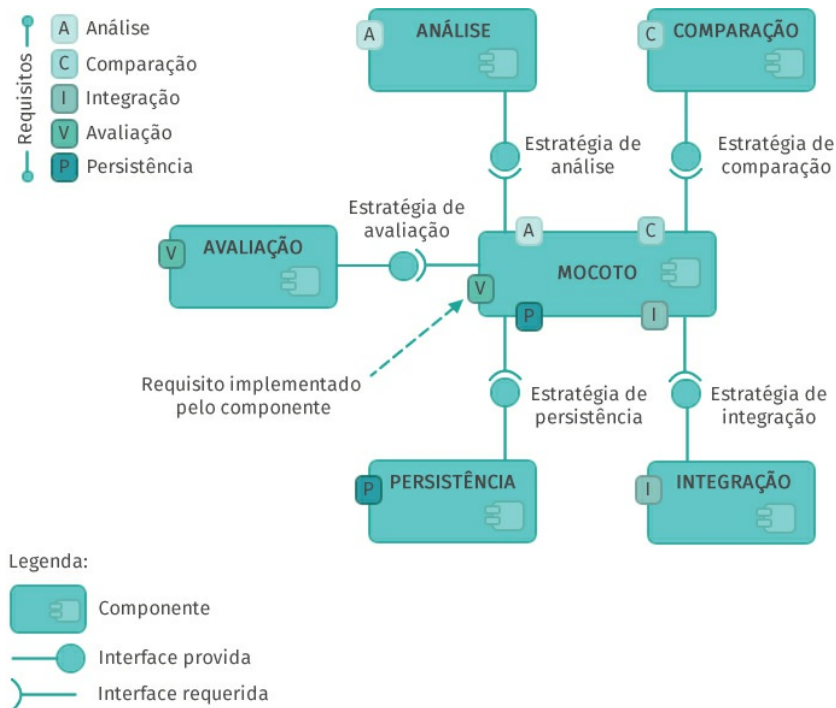 Requisitos
A Análise
C Comparação
I Integração
V Avaliação
P Persistência
A
ANÁLISE
C
COMPARAÇÃO
Estratégia de
análise
Estratégia de
comparação
Estratégia de
avaliação
V
AVALIAÇÃO
A
C
V
MOCOTO
P
I
Requisito implementado
pelo componente
Estratégia de
persistência
Estratégia de
integração
P
PERSISTÊNCIA
I
INTEGRAÇÃO
Legenda:
Componente
Interface provida
Interface requerida